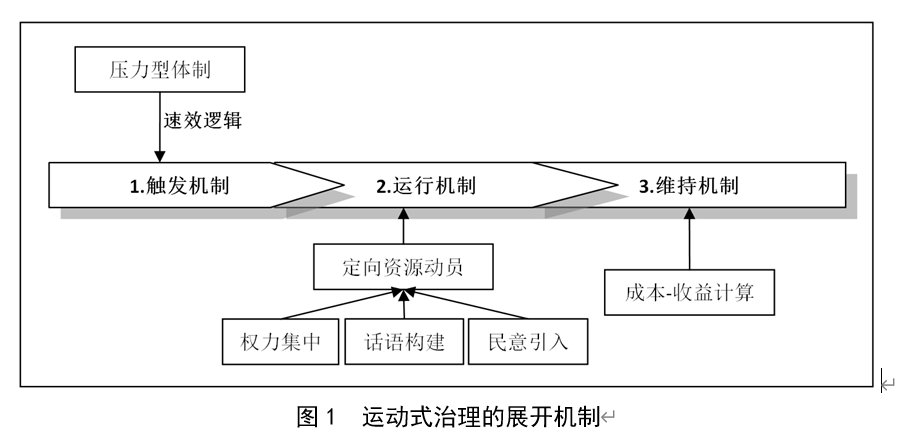 压力型体制
速效逻辑
1.触发机制
2.运行机制
3.维持机制
定向资源动员
成本-收益计算
权力集中
话语构建
民意引入
图 1 运动式治理的展开机制